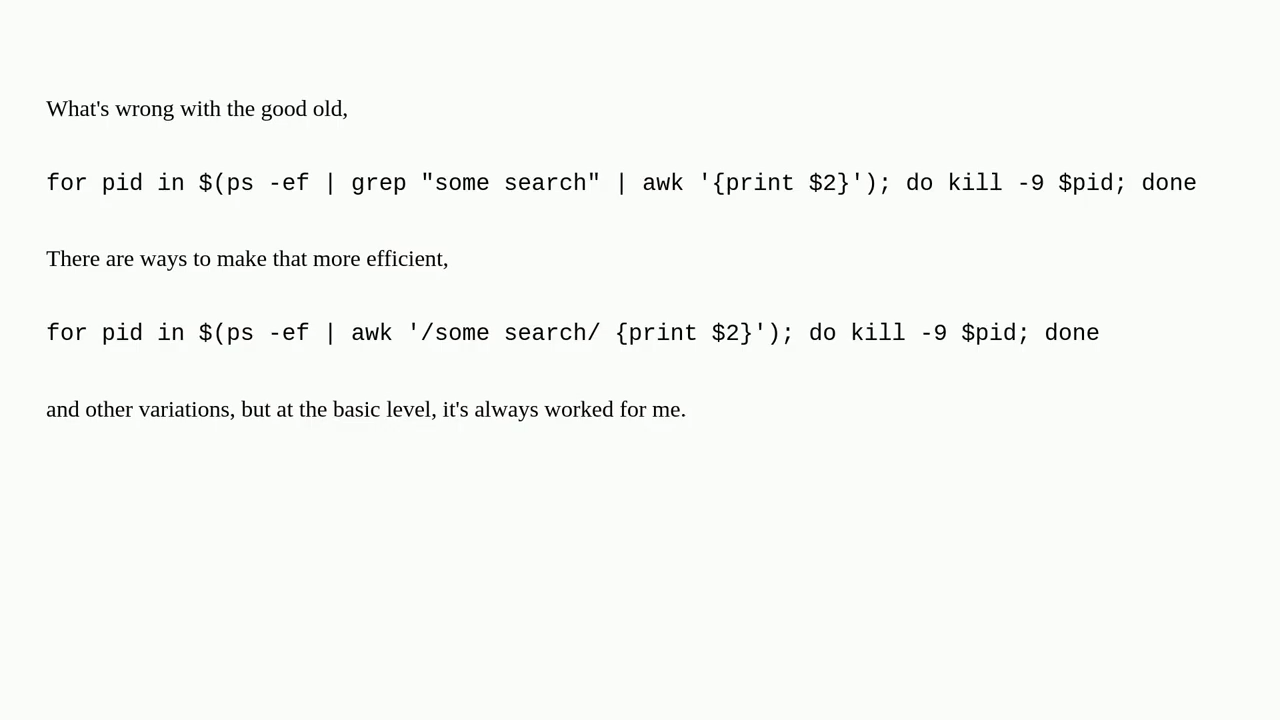 What's wrong with the good old,
for pid in $(ps -ef | grep "some search" | awk '{print $2}'); do kill -9 $pid; done
There are ways to make that more efficient,
for pid in $(ps -ef | awk '/some search/ {print $2}'); do kill -9 $pid; done
and other variations, but at the basic level, it's always worked for me.